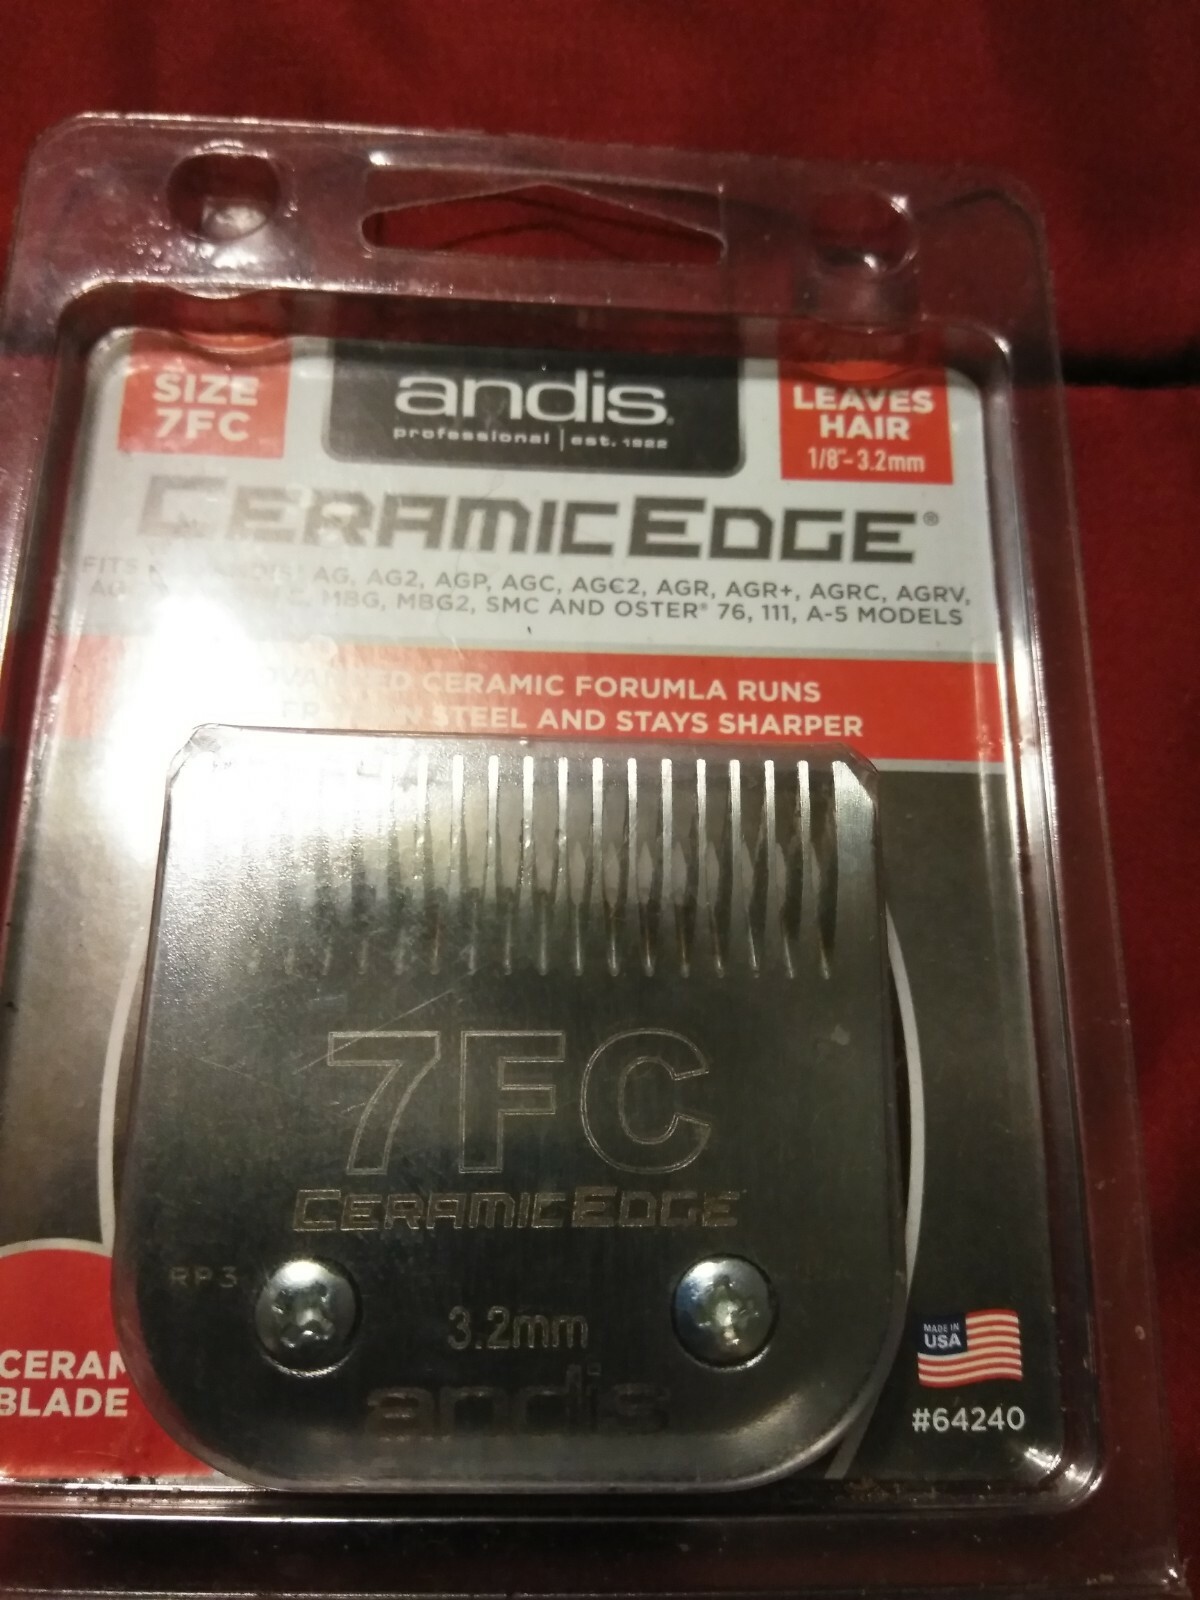 SIZE
7FC
andis
professional | est. 1922
LEAVES
HAIR
1/8"-3.2mm
CERAMICEDGE®
FITS AG, AG2, AGP, AGC, AGC2, AGR, AGR+, AGRC, AGRV,
MBG, MBG2, SMC AND OSTER® 76, 111, A-5 MODELS
CERAMIC FORUMLA RUNS
STEEL AND STAYS SHARPER
7FC
CERAMICEDGE
RP3
3.2mm
andis
CERAM
BLADE
MADE IN
USA
#64240